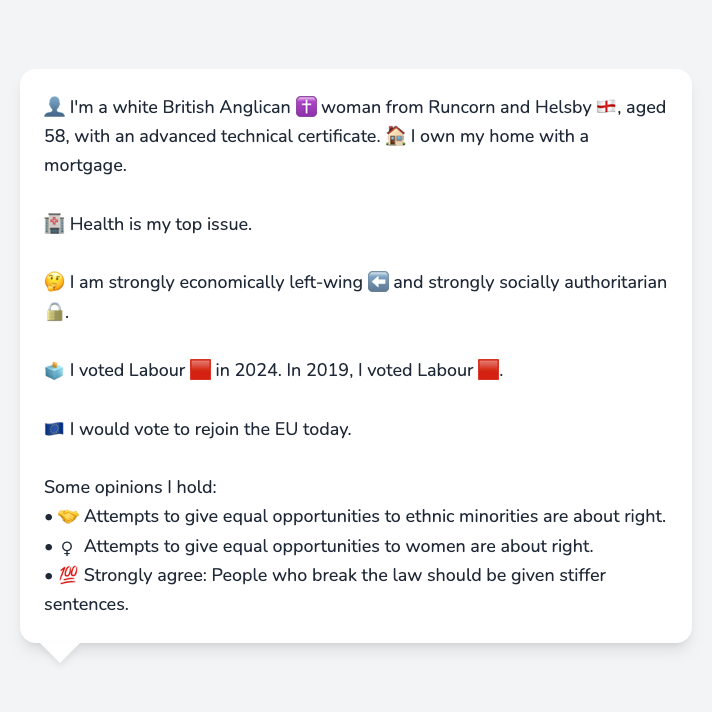 👤 I'm a white British Anglican ✝️ woman from Runcorn and Helsby 🏴󠁧󠁢󠁥󠁮󠁧󠁿, aged
58, with an advanced technical certificate. 🏠 I own my home with a
mortgage.
🏥 Health is my top issue.
🤔 I am strongly economically left-wing ⬅️ and strongly socially authoritarian
🔒.
🗳️ I voted Labour 🟥 in 2024. In 2019, I voted Labour 🟥.
🇪🇺 I would vote to rejoin the EU today.
Some opinions I hold:
• 🤝 Attempts to give equal opportunities to ethnic minorities are about right.
• ♀ Attempts to give equal opportunities to women are about right.
• 💯 Strongly agree: People who break the law should be given stiffer
sentences.